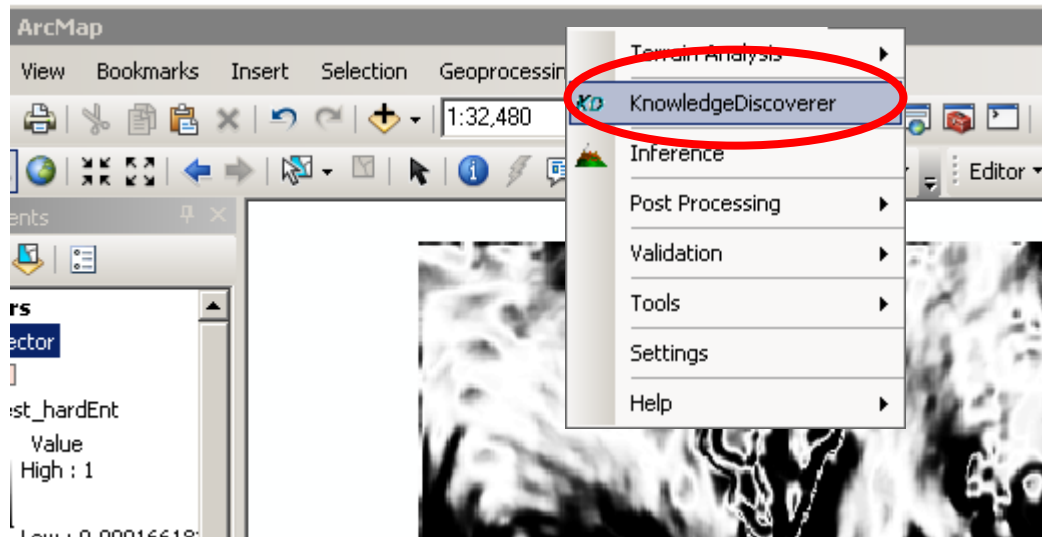 ArcMap
View Bookmarks Insert Selection Geoprocessin
1:32,480
Editor
Terrain Analysis
KD KnowledgeDiscoverer
Inference
Post Processing
Validation
Tools
Settings
Help
ents
rs
ector
est_hardEnt
Value
High : 1